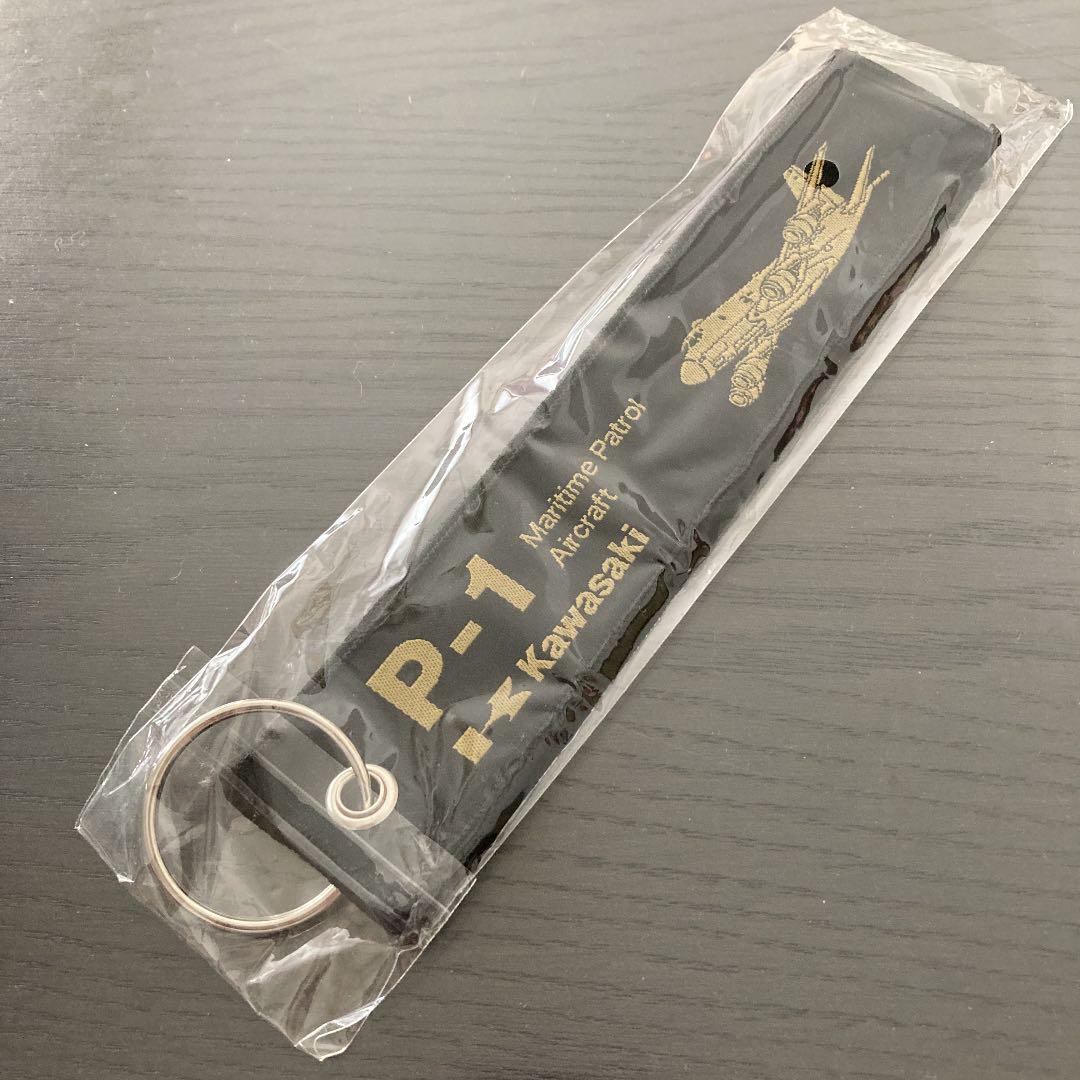 P-1
Maritime Patrol
Aircraft
Kawasaki